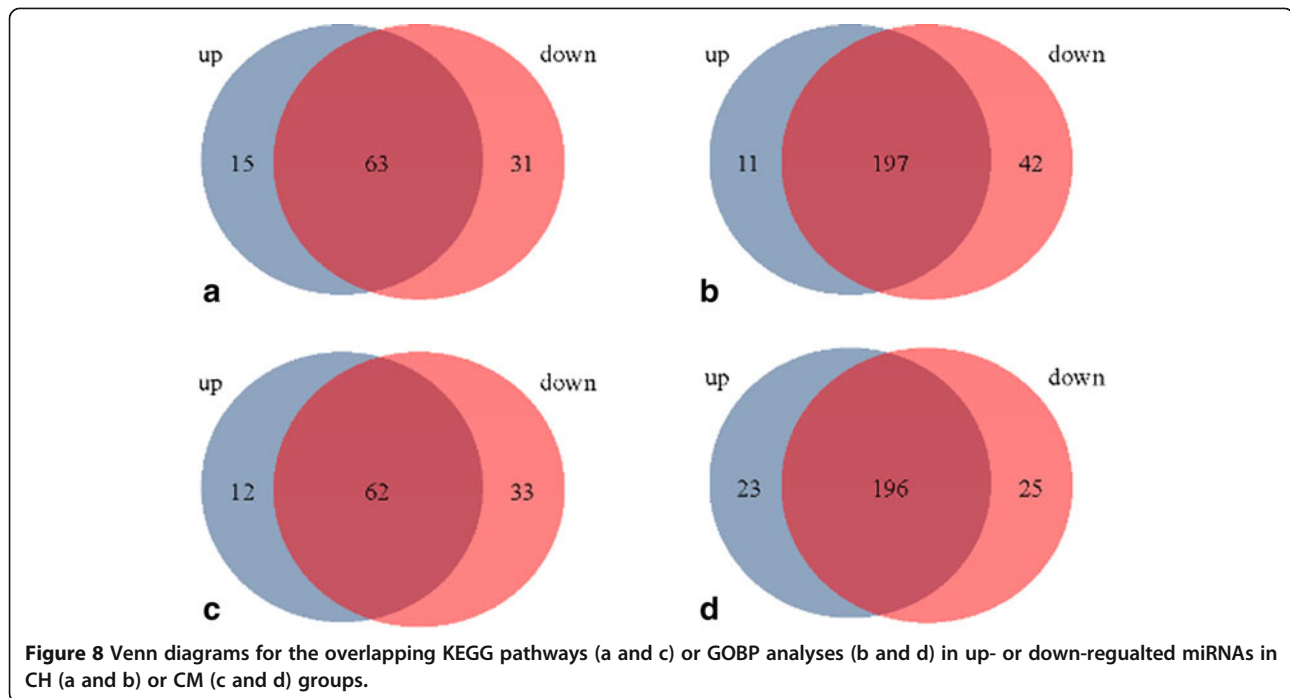 up
down
15
63
31
a
up
down
11
197
42
b
up
down
12
62
33
c
up
down
23
196
25
d
Figure 8 Venn diagrams for the overlapping KEGG pathways (a and c) or GOBP analyses (b and d) in up- or down-regualted miRNAs in
CH (a and b) or CM (c and d) groups.